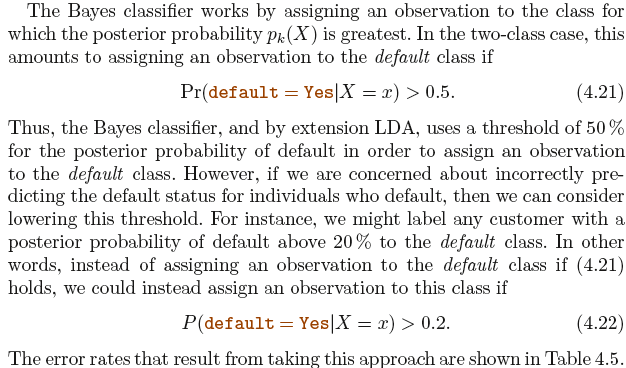 The Bayes classifier works by assigning an observation to the class for
which the posterior probability pₖ(X) is greatest. In the two-class case, this
amounts to assigning an observation to the default class if
Pr(default = Yes|X = x) > 0.5. (4.21)
Thus, the Bayes classifier, and by extension LDA, uses a threshold of 50 %
for the posterior probability of default in order to assign an observation
to the default class. However, if we are concerned about incorrectly pre-
dicting the default status for individuals who default, then we can consider
lowering this threshold. For instance, we might label any customer with a
posterior probability of default above 20 % to the default class. In other
words, instead of assigning an observation to the default class if (4.21)
holds, we could instead assign an observation to this class if
P(default = Yes|X = x) > 0.2. (4.22)
The error rates that result from taking this approach are shown in Table 4.5.